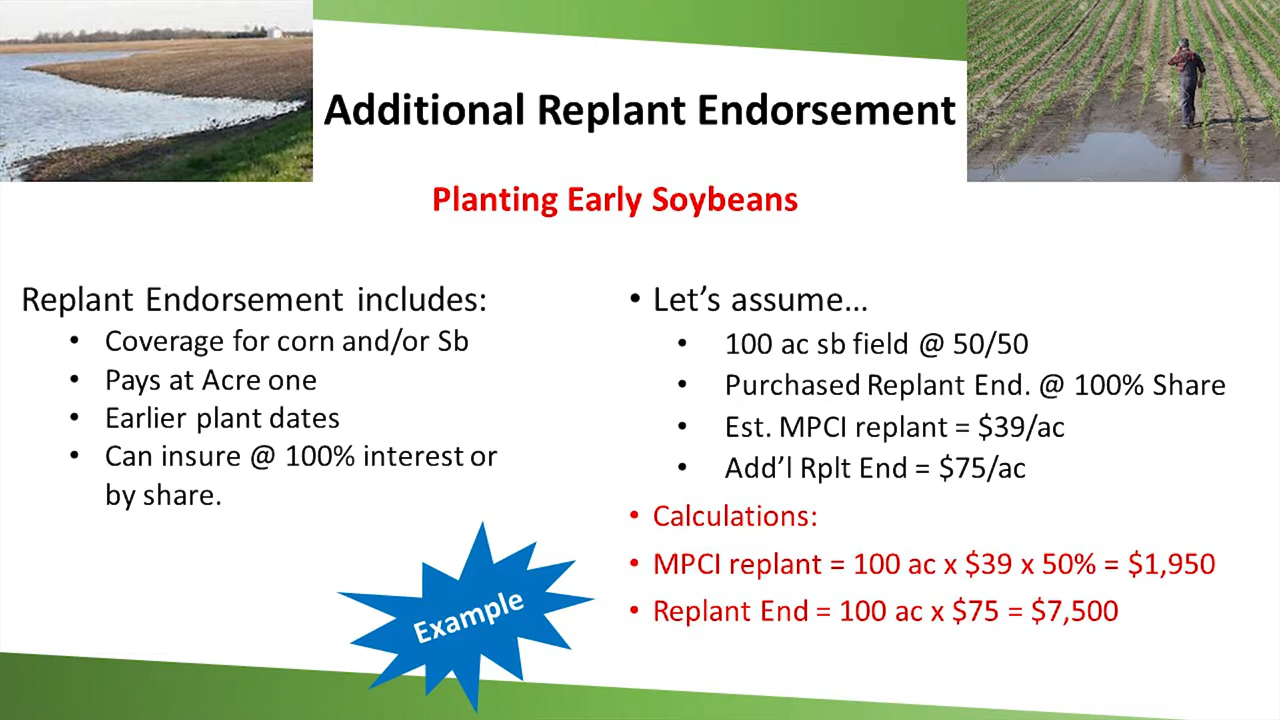 Additional Replant Endorsement
Planting Early Soybeans
Replant Endorsement includes:
• Coverage for corn and/or Sb
• Pays at Acre one
• Earlier plant dates
• Can insure @ 100% interest or
by share.
Example
• Let’s assume…
• 100 ac sb field @ 50/50
• Purchased Replant End. @ 100% Share
• Est. MPCI replant = $39/ac
• Add’l Rplt End = $75/ac
• Calculations:
• MPCI replant = 100 ac x $39 x 50% = $1,950
• Replant End = 100 ac x $75 = $7,500